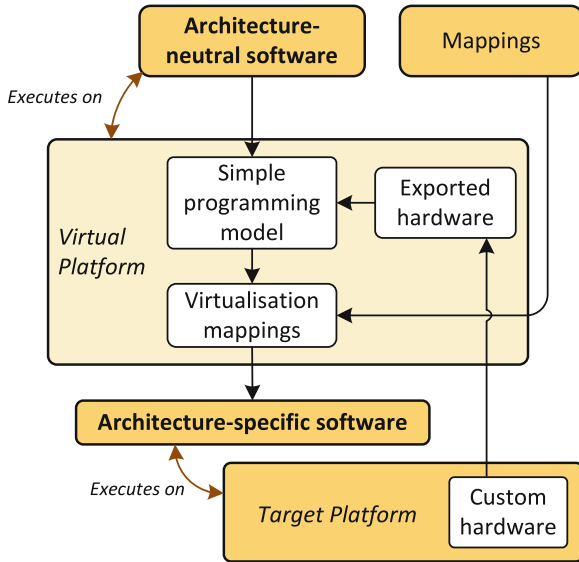 Architecture-
neutral software
Mappings
Executes on
Simple
programming
model
Exported
hardware
Virtual
Platform
Virtualisation
mappings
Architecture-specific software
Executes on
Target Platform
Custom
hardware